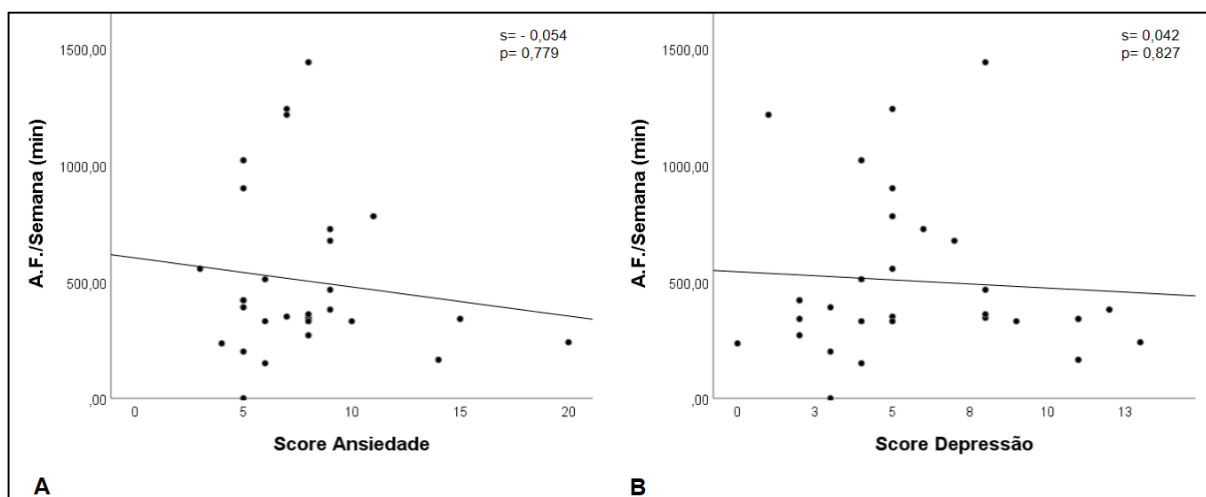 s= - 0,054
p= 0,779
1500,00
1000,00
500,00
,00
A.F./Semana (min)
0 5 10 15 20
Score Ansiedade
A
s= 0,042
p= 0,827
1500,00
1000,00
500,00
,00
A.F./Semana (min)
0 3 5 8 10 13
Score Depressão
B